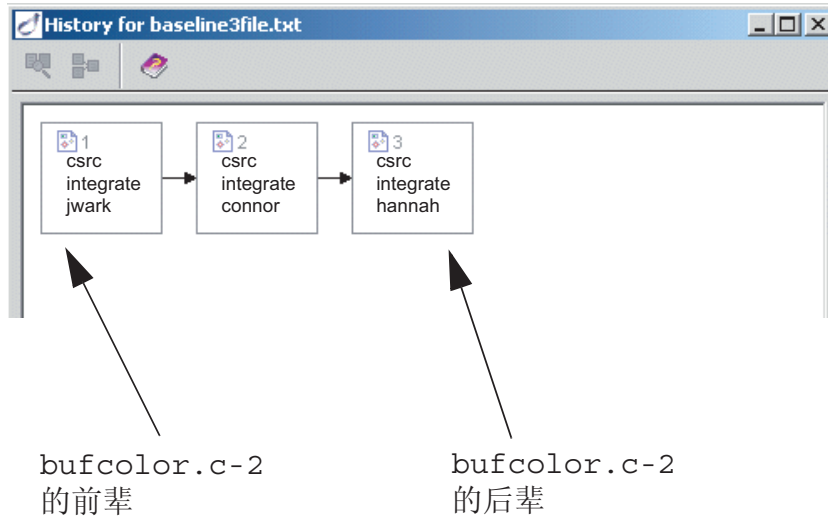 History for baseline3file.txt
1
csrc
integrate
jwark
2
csrc
integrate
connor
3
csrc
integrate
hannah
bufcolor.c-2
的前辈
bufcolor.c-2
的后辈